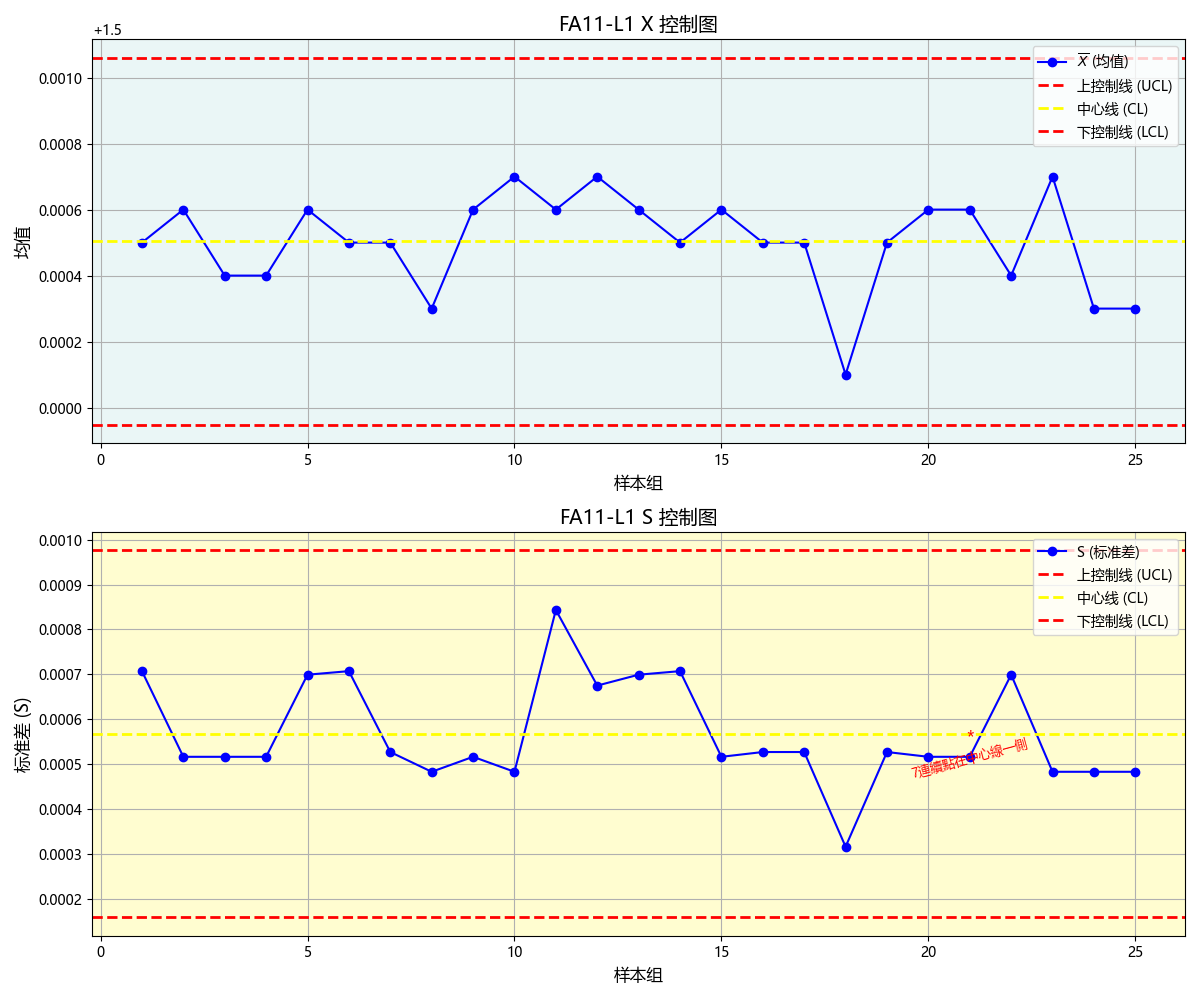 FA11-L1 X 控制图
+1.5
0.0010
0.0008
0.0006
0.0004
0.0002
0.0000
均值
X (均值)
上控制线 (UCL)
中心线 (CL)
下控制线 (LCL)
0 5 10 15 20 25
样本组
FA11-L1 S 控制图
0.0010
0.0009
0.0008
0.0007
0.0006
0.0005
0.0004
0.0003
0.0002
标准差 (S)
S (标准差)
上控制线 (UCL)
中心线 (CL)
下控制线 (LCL)
*
7連續點在中心線一側
0 5 10 15 20 25
样本组